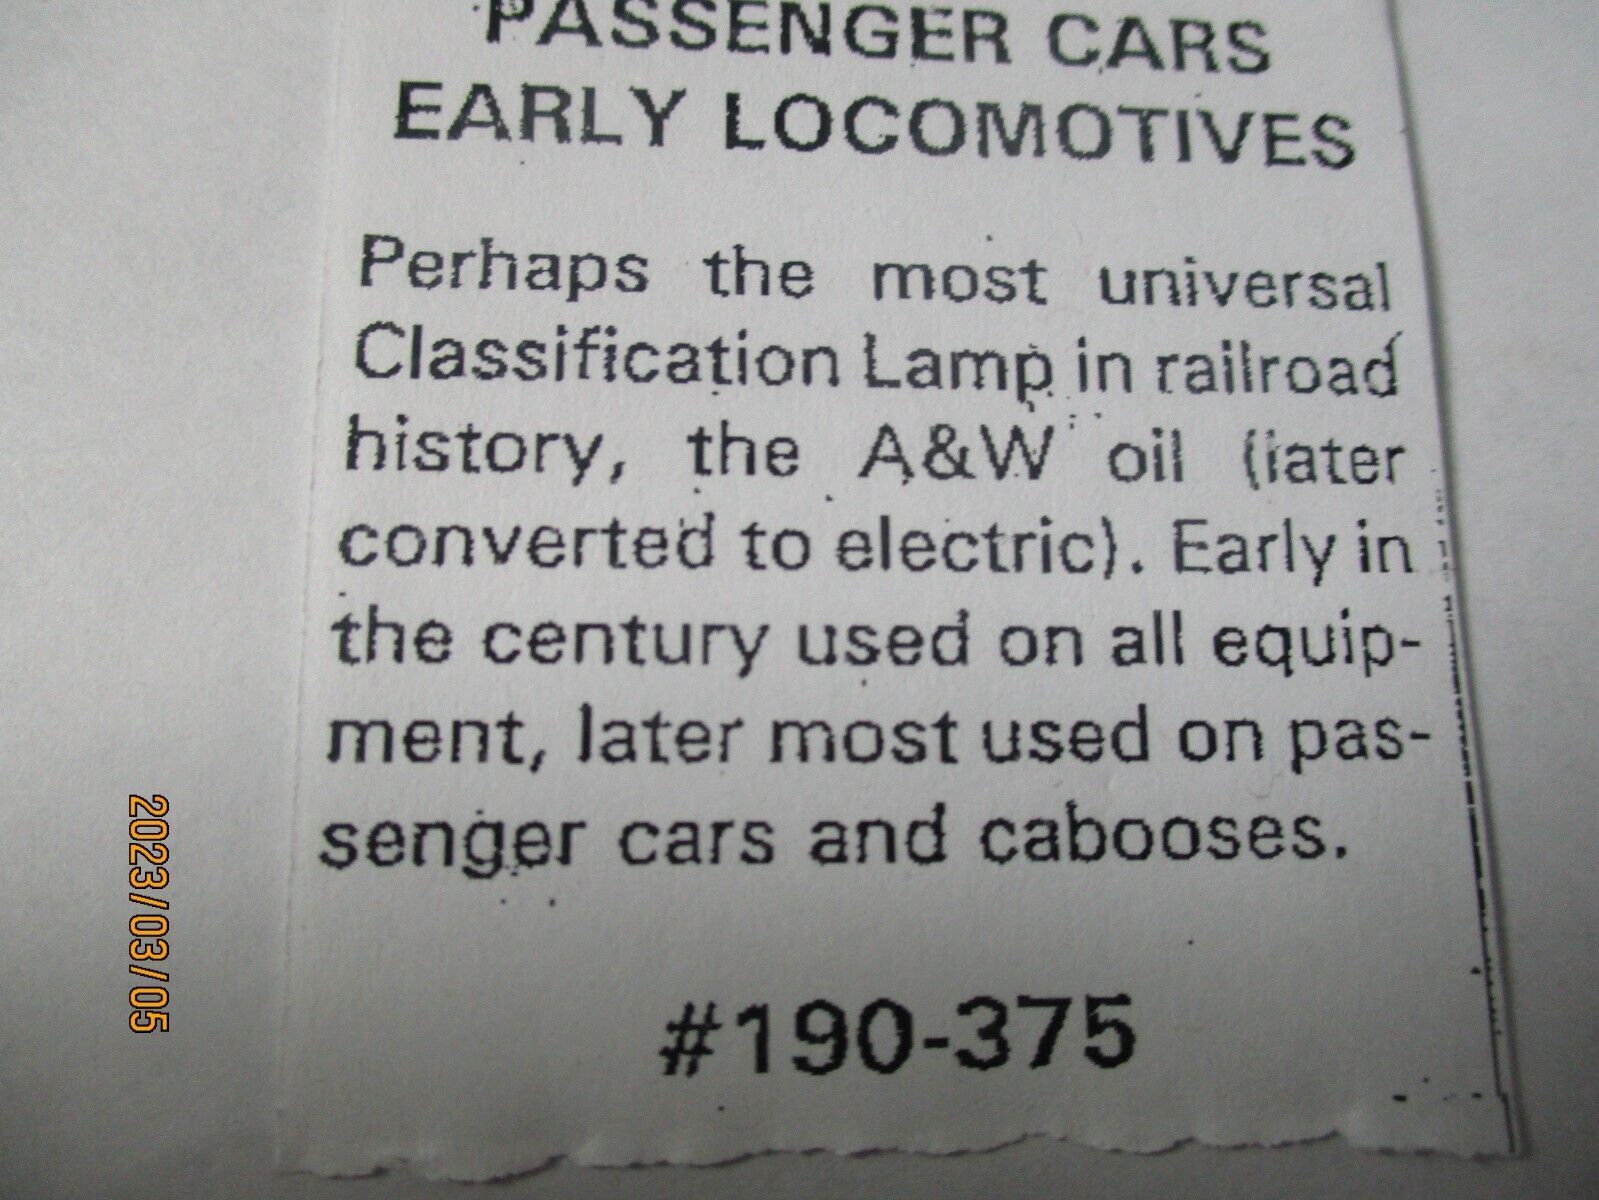 PASSENGER CARS
EARLY LOCOMOTIVES
Perhaps the most universal
Classification Lamp in railroad
history, the A&W oil (later
converted to electric). Early in
the century used on all equip-
ment, later most used on pas-
senger cars and cabooses.
#190-375
2023/03/05